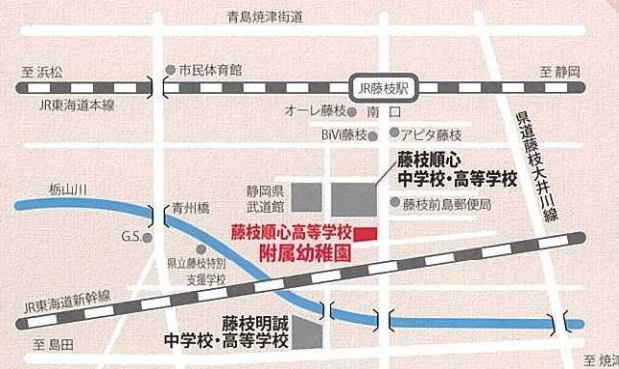 青島焼津街道
至 浜松
市民体育館
JR藤枝駅
至 静岡
JR東海道本線
オーレ藤枝
南 口
BiVi藤枝
アピタ藤枝
県道藤枝大井川線
藤枝順心
中学校・高等学校
栃山川
静岡県
武道館
青州橋
藤枝前島郵便局
G.S.
藤枝順心高等学校
附属幼稚園
県立藤枝特別
支援学校
JR東海道新幹線
藤枝明誠
中学校・高等学校
至 島田
至 焼津